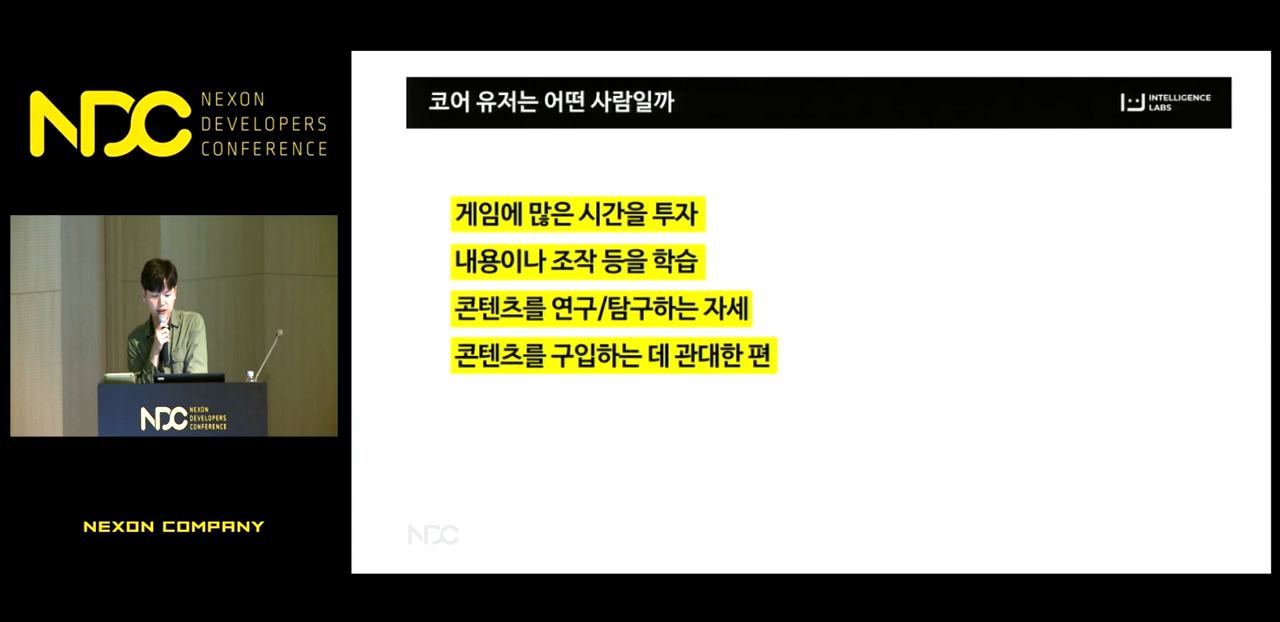 NDC
NEXON
DEVELOPERS
CONFERENCE
코어 유저는 어떤 사람일까
INTELLIGENCE
LABS
게임에 많은 시간을 투자
내용이나 조작 등을 학습
콘텐츠를 연구/탐구하는 자세
콘텐츠를 구입하는 데 관대한 편
NDC
NEXON
DEVELOPERS
CONFERENCE
NEXON COMPANY
NDC